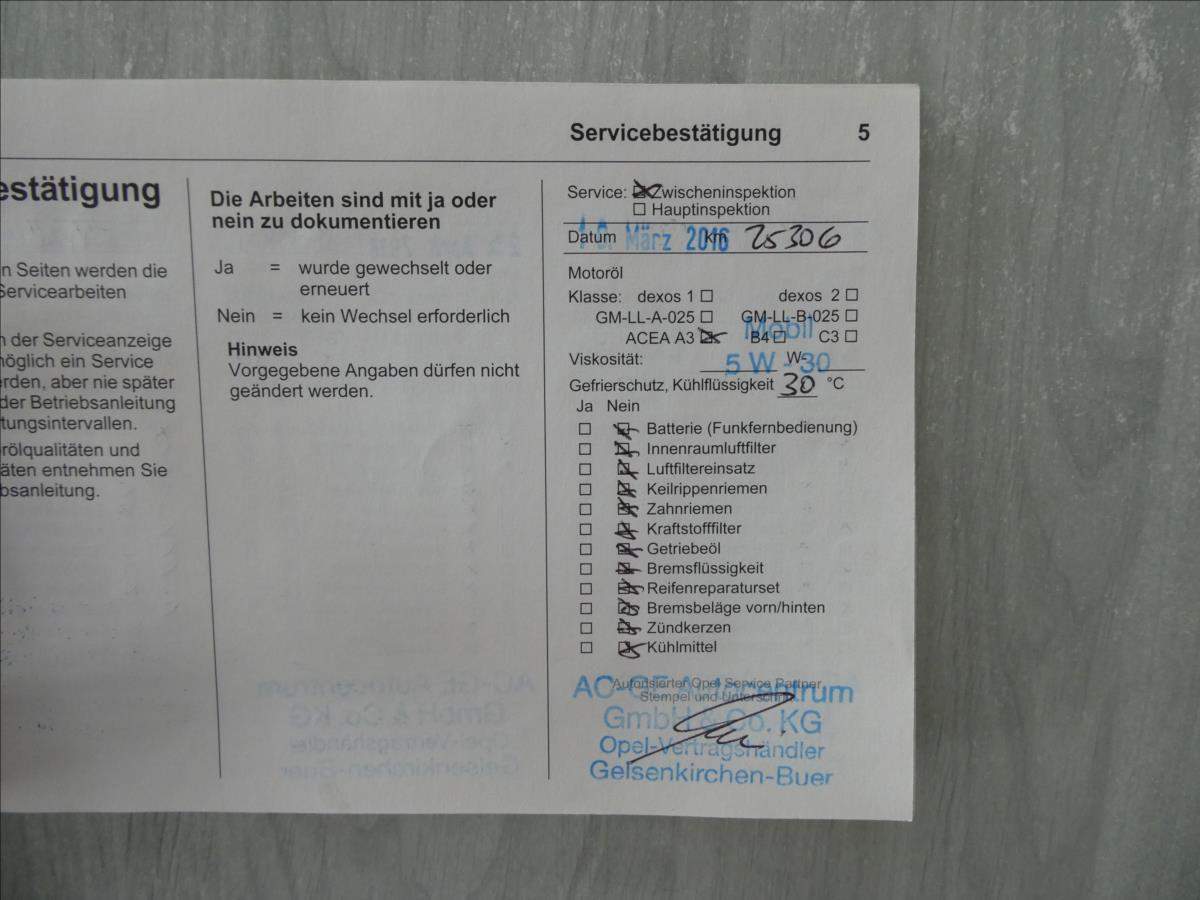 Servicebestätigung 5
estätigung
n Seiten werden die
Servicearbeiten
n der Serviceanzeige
möglich ein Service
rden, aber nie später
der Betriebsanleitung
tungsintervallen.
rölqualitäten und
äten entnehmen Sie
bsanleitung.
Die Arbeiten sind mit ja oder
nein zu dokumentieren
Ja = wurde gewechselt oder
erneuert
Nein = kein Wechsel erforderlich
Hinweis
Vorgegebene Angaben dürfen nicht
geändert werden.
Service: Zwischeninspektion
Hauptinspektion
Datum März 2016 km 25306
Motoröl
Klasse: dexos 1 dexos 2
GM-LL-A-025 GM-LL-B-025
Mobil
ACEA A3 B4 C3
Viskosität: W-
5 W -30
Gefrierschutz, Kühlflüssigkeit 30 °C
Ja Nein
Batterie (Funkfernbedienung)
Innenraumluftfilter
Luftfiltereinsatz
Keilrippenriemen
Zahnriemen
Kraftstofffilter
Getriebeöl
Bremsflüssigkeit
Reifenreparaturset
Bremsbeläge vorn/hinten
Zündkerzen
Kühlmittel
Autorisierter Opel Service Partner
Stempel und Unterschrift
AC-GE Autozentrum
GmbH & Co. KG
Opel-Vertragshändler
Gelsenkirchen-Buer